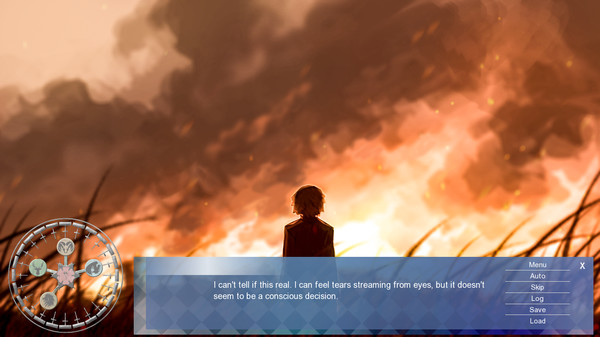 I can't tell if this real. I can feel tears streaming from eyes, but it doesn't
seem to be a conscious decision.
Menu
X
Auto
Skip
Log
Save
Load